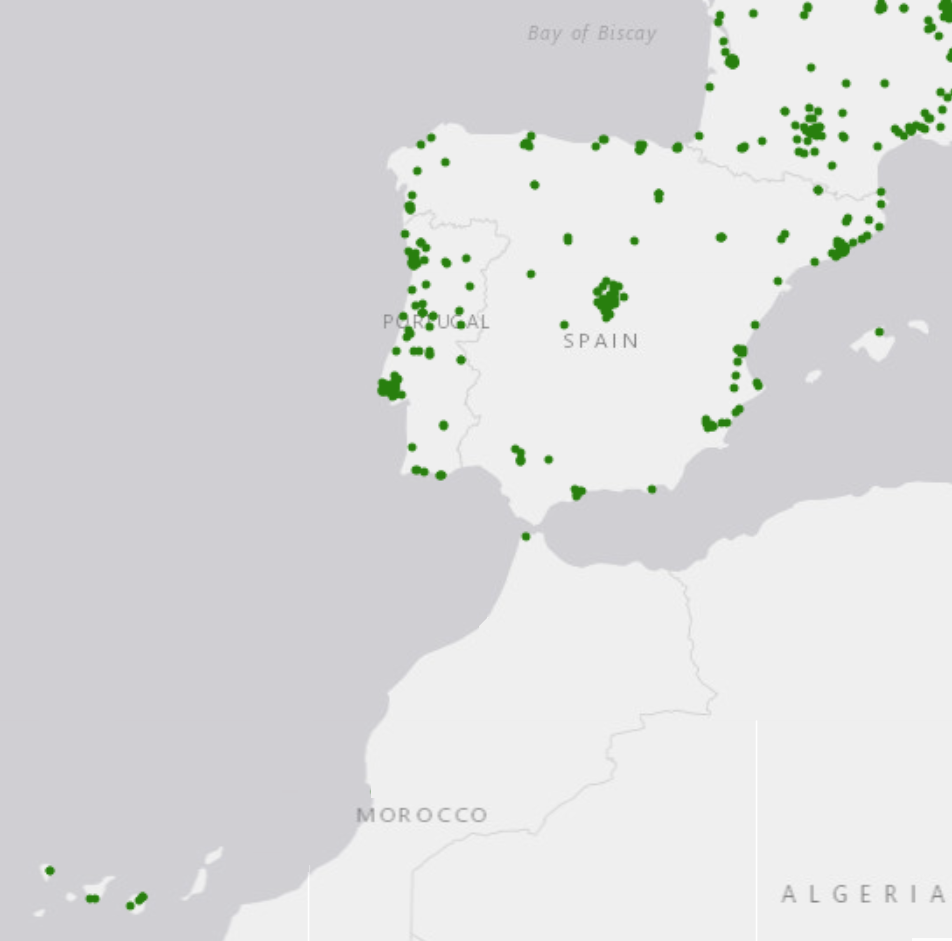 Bay of Biscay
PORTUGAL
SPAIN
MOROCCO
ALGERIA